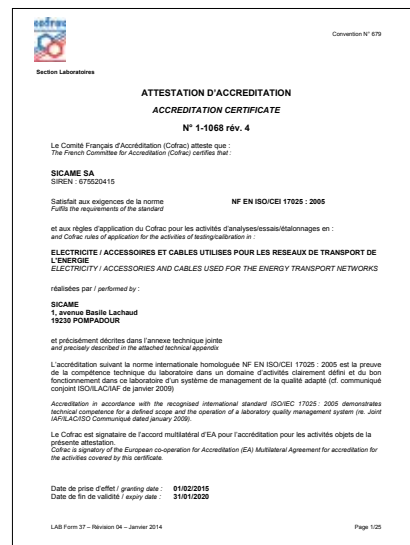 cofrac
Convention N° 679
Section Laboratoires
ATTESTATION D'ACCREDITATION
ACCREDITATION CERTIFICATE
N° 1-1068 rév. 4
Le Comité Français d'Accréditation (Cofrac) atteste que :
The French Committee for Accreditation (Cofrac) certifies that :
SICAME SA
SIREN : 675520415
Satisfait aux exigences de la norme NF EN ISO/CEI 17025 : 2005
Fulfils the requirements of the standard
et aux règles d'application du Cofrac pour les activités d'analyses/essais/étalonnages en :
and Cofrac rules of application for the activities of testing/calibration in :
ELECTRICITE / ACCESSOIRES ET CABLES UTILISES POUR LES RESEAUX DE TRANSPORT DE
L'ENERGIE
ELECTRICITY / ACCESSORIES AND CABLES USED FOR THE ENERGY TRANSPORT NETWORKS
réalisées par / performed by :
SICAME
1, avenue Basile Lachaud
19230 POMPADOUR
et précisément décrites dans l'annexe technique jointe
and precisely described in the attached technical appendix
L'accréditation suivant la norme internationale homologuée NF EN ISO/CEI 17025 : 2005 est la preuve
de la compétence technique du laboratoire dans un domaine d'activités clairement défini et du bon
fonctionnement dans ce laboratoire d'un système de management de la qualité adapté (cf. communiqué
conjoint ISO/ILAC/IAF de janvier 2009)
Accreditation in accordance with the recognised international standard ISO/IEC 17025 : 2005 demonstrates
technical competence for a defined scope and the operation of a laboratory quality management system (re. Joint
IAF/ILAC/ISO Communiqué dated january 2009).
Le Cofrac est signataire de l'accord multilatéral d'EA pour l'accréditation pour les activités objets de la
présente attestation.
Cofrac is signatory of the European co-operation for Accreditation (EA) Multilateral Agreement for accreditation for
the activities covered by this certificate.
Date de prise d'effet / granting date : 01/02/2015
Date de fin de validité / expiry date : 31/01/2020
LAB Form 37 – Révision 04 – Janvier 2014 Page 1/25